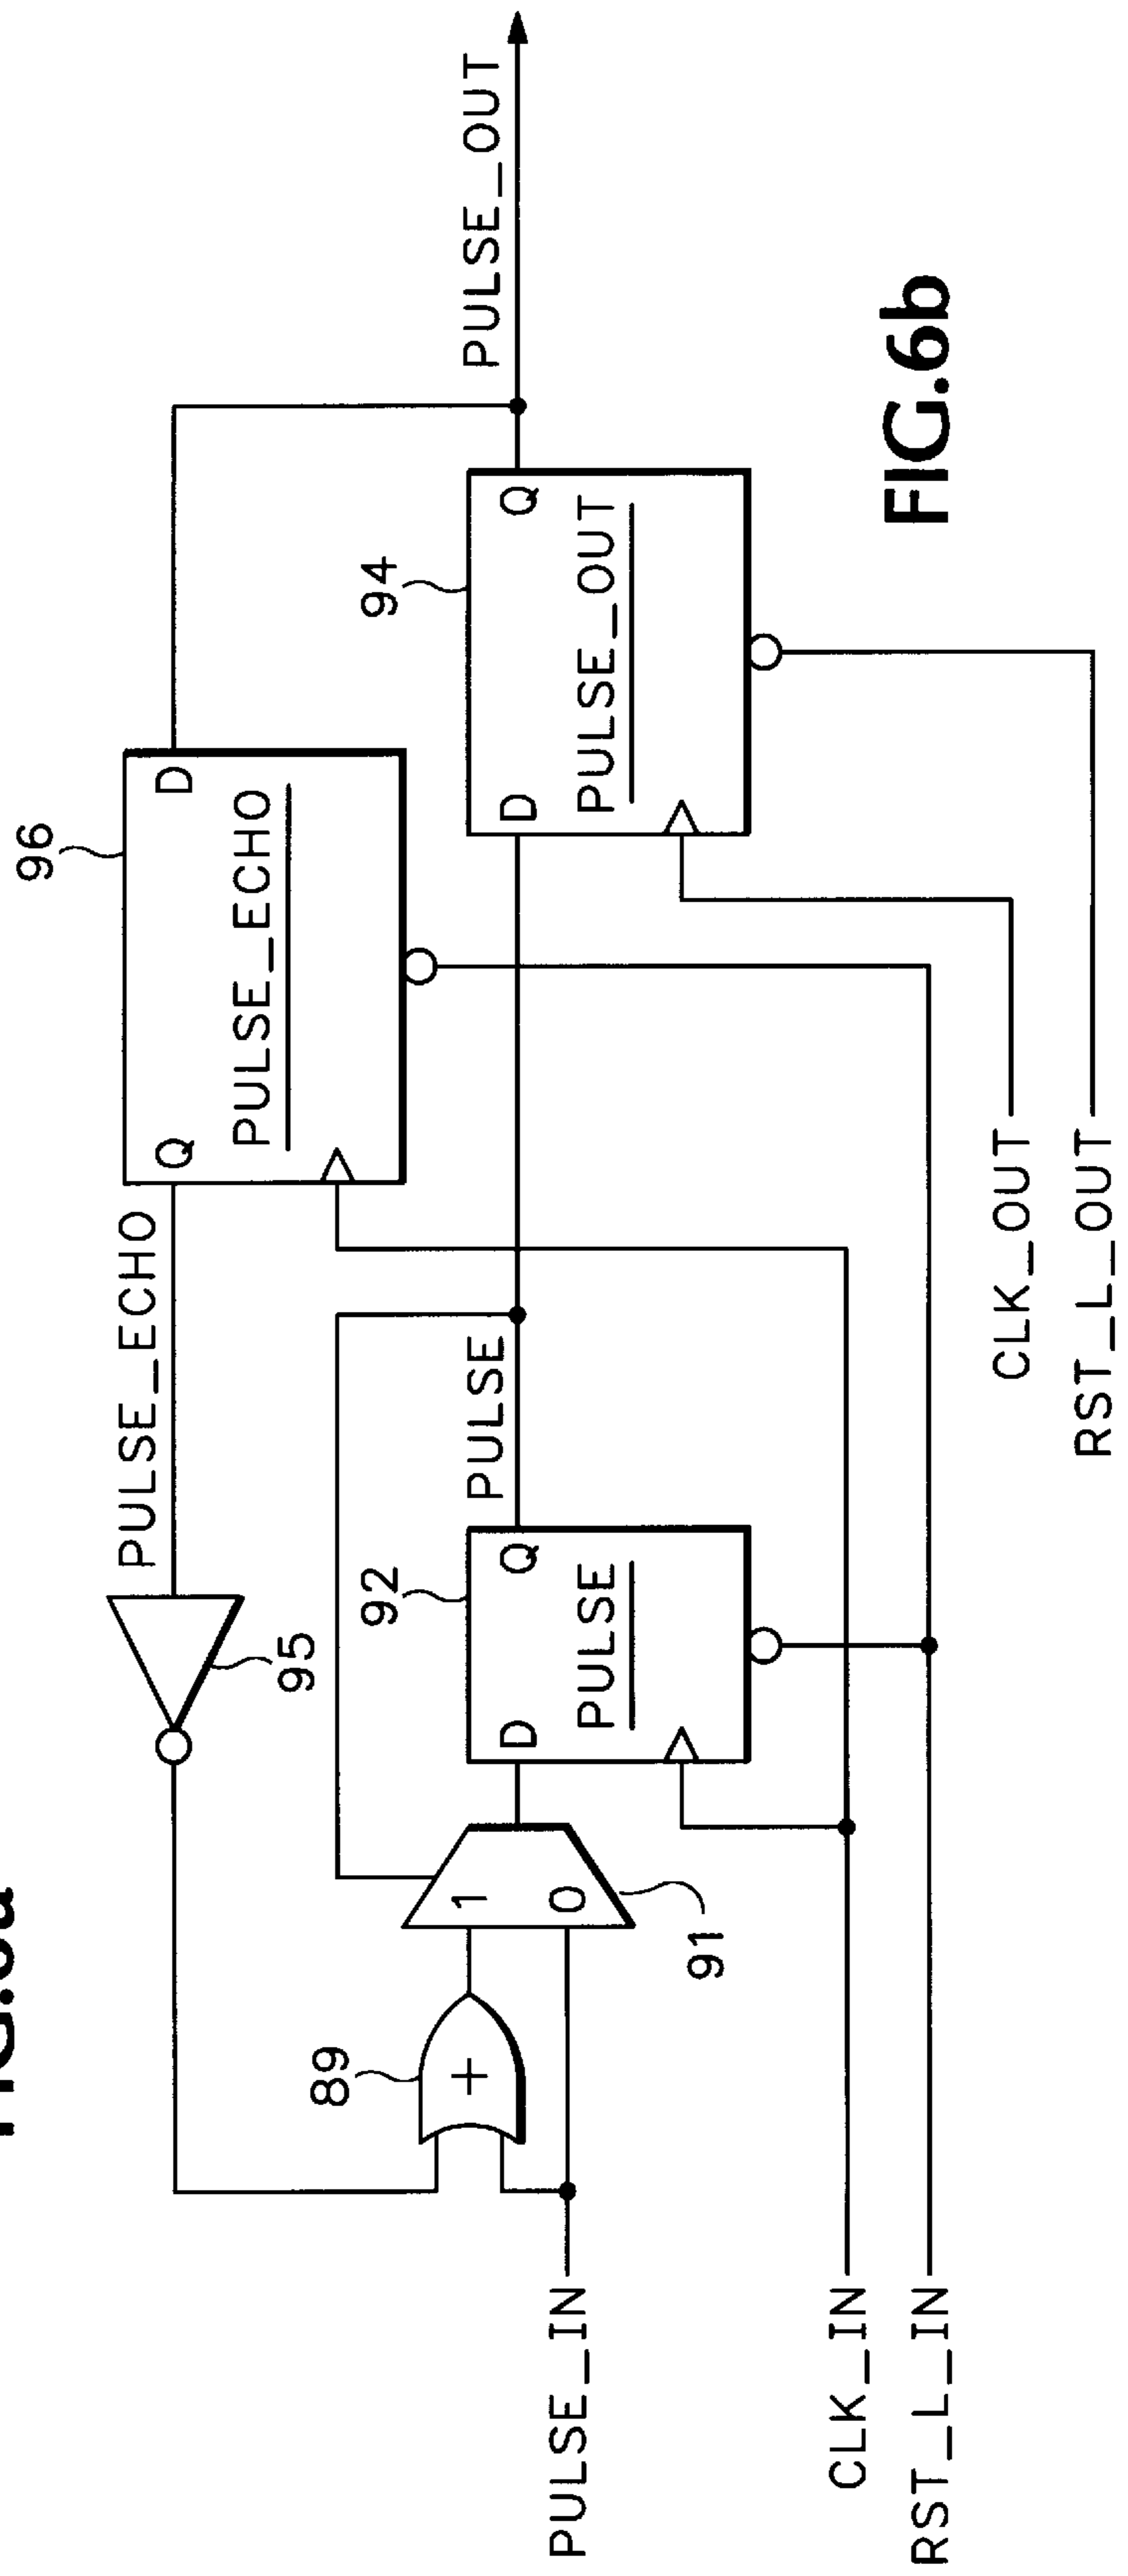 96
PULSE_ECHO
Q
D
PULSE_ECHO
95
PULSE_OUT
94
D
Q
PULSE_OUT
PULSE
92
D
Q
PULSE
89
+
1
0
91
PULSE_IN
CLK_IN
RST_L_IN
CLK_OUT
RST_L_OUT
FIG.6b